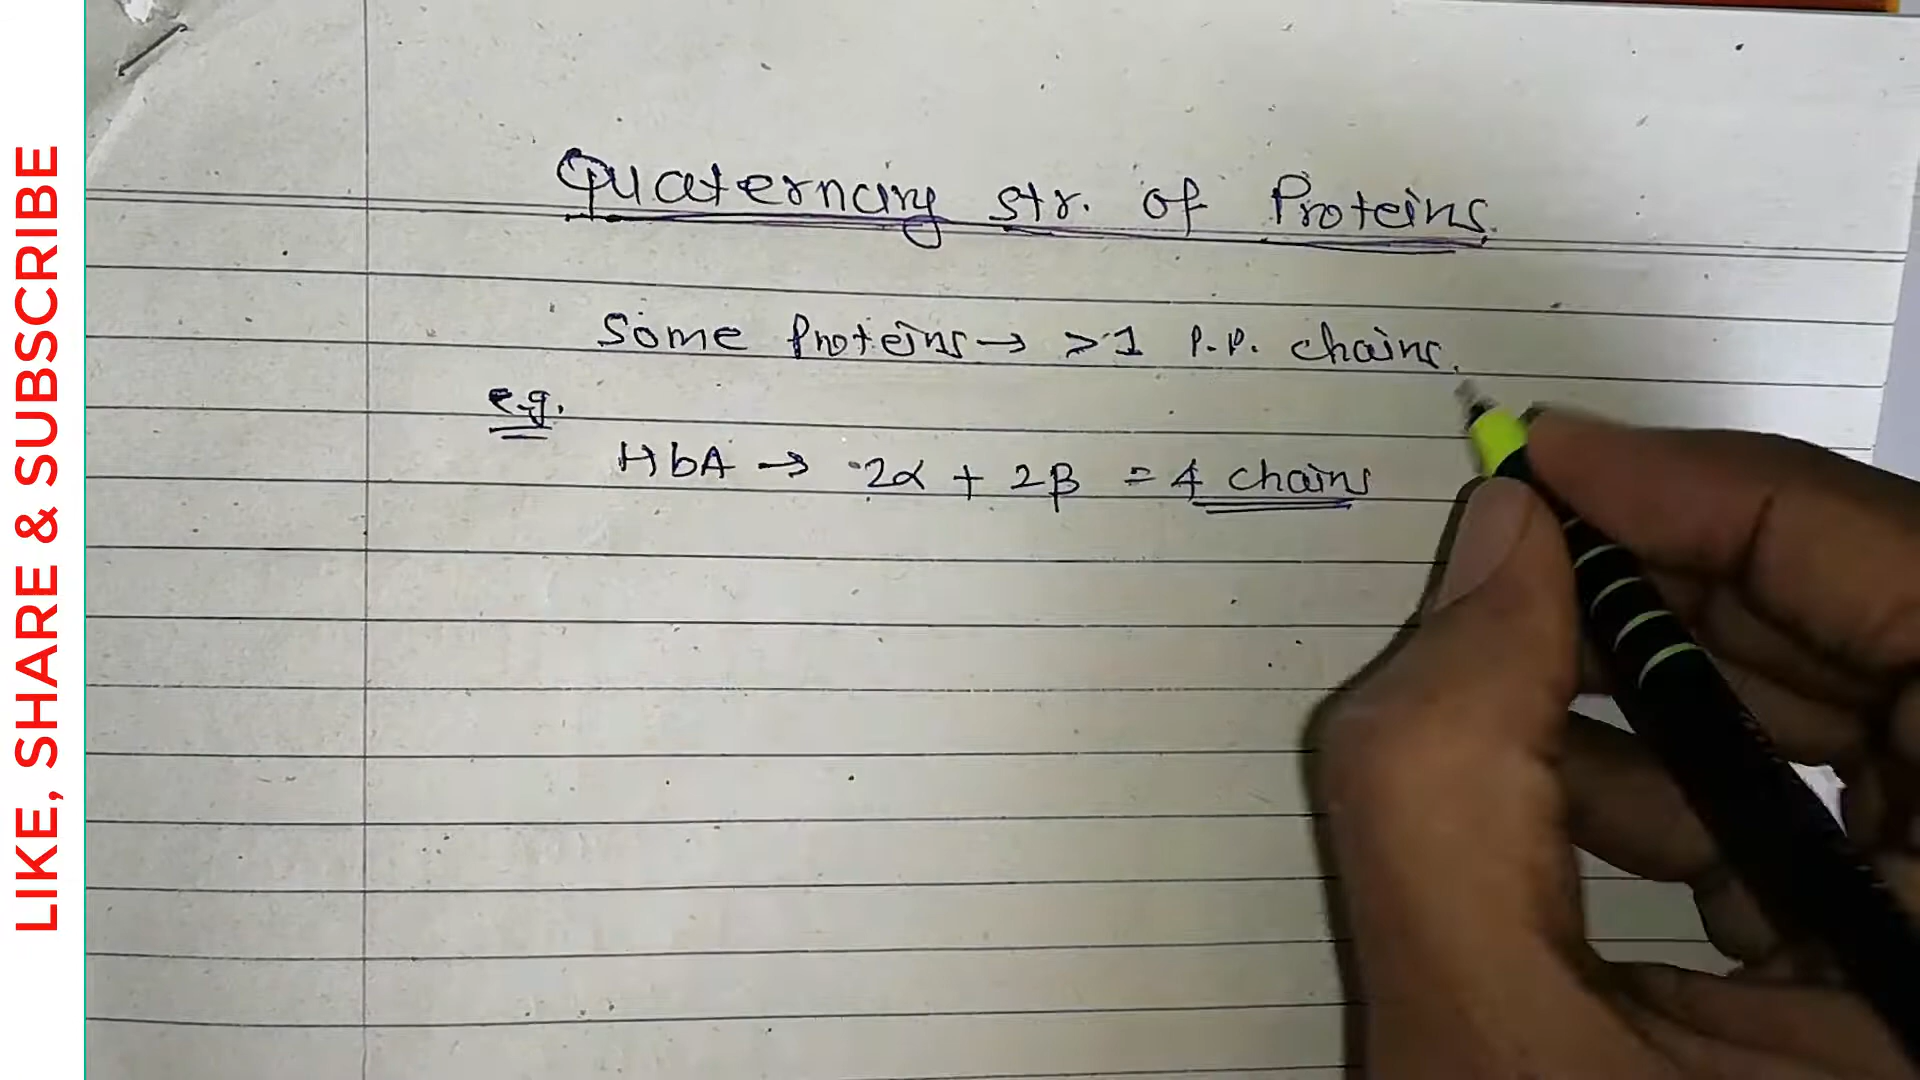 LIKE, SHARE & SUBSCRIBE
Quaternary str. of Proteins.
Some Proteins → >1 P.P. chains.
e.g.
HbA → 2α + 2β = 4 chains